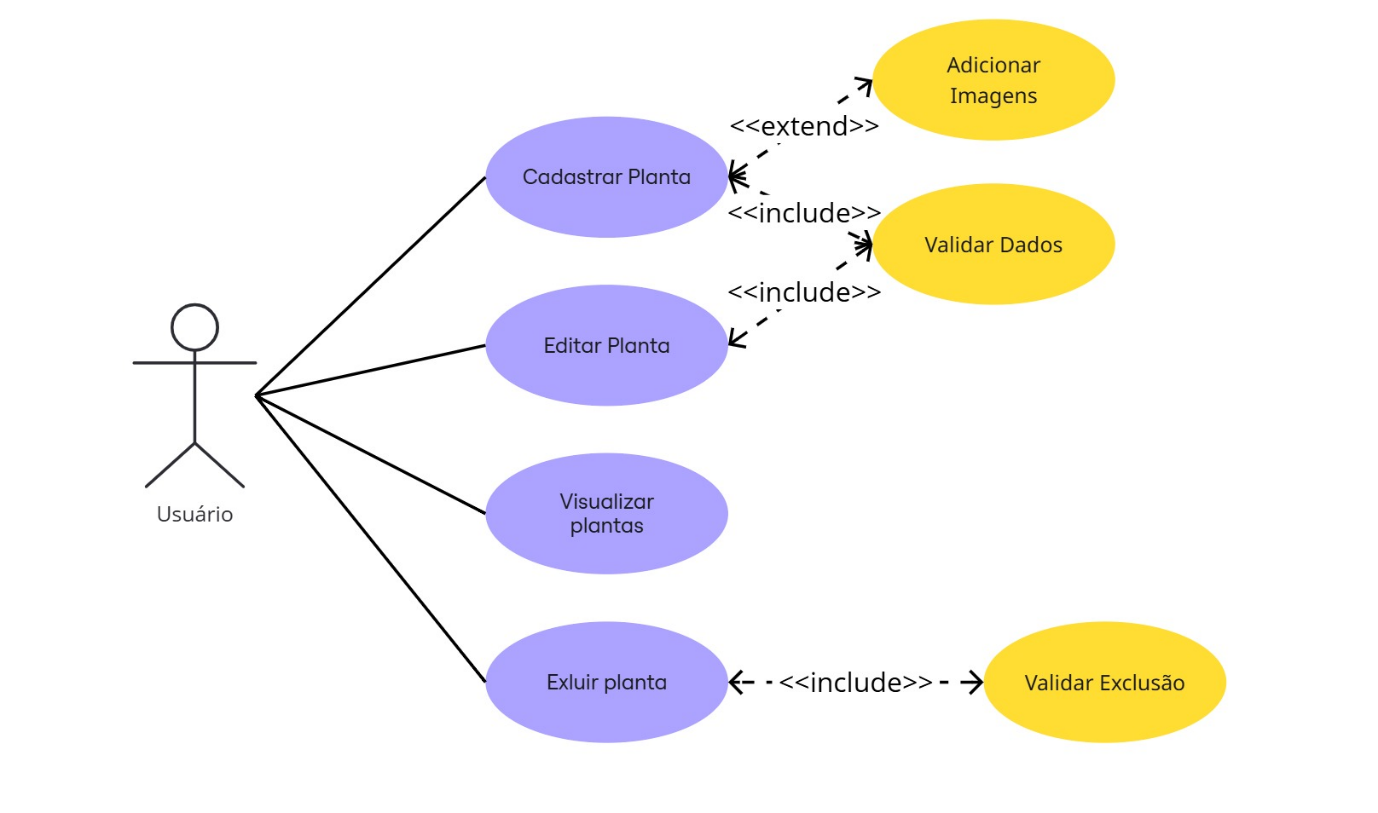 Adicionar
Imagens
<<extend>>
Cadastrar Planta
<<include>>
Validar Dados
<<include>>
Editar Planta
Visualizar
plantas
Usuário
Exluir planta
<<include>>
Validar Exclusão